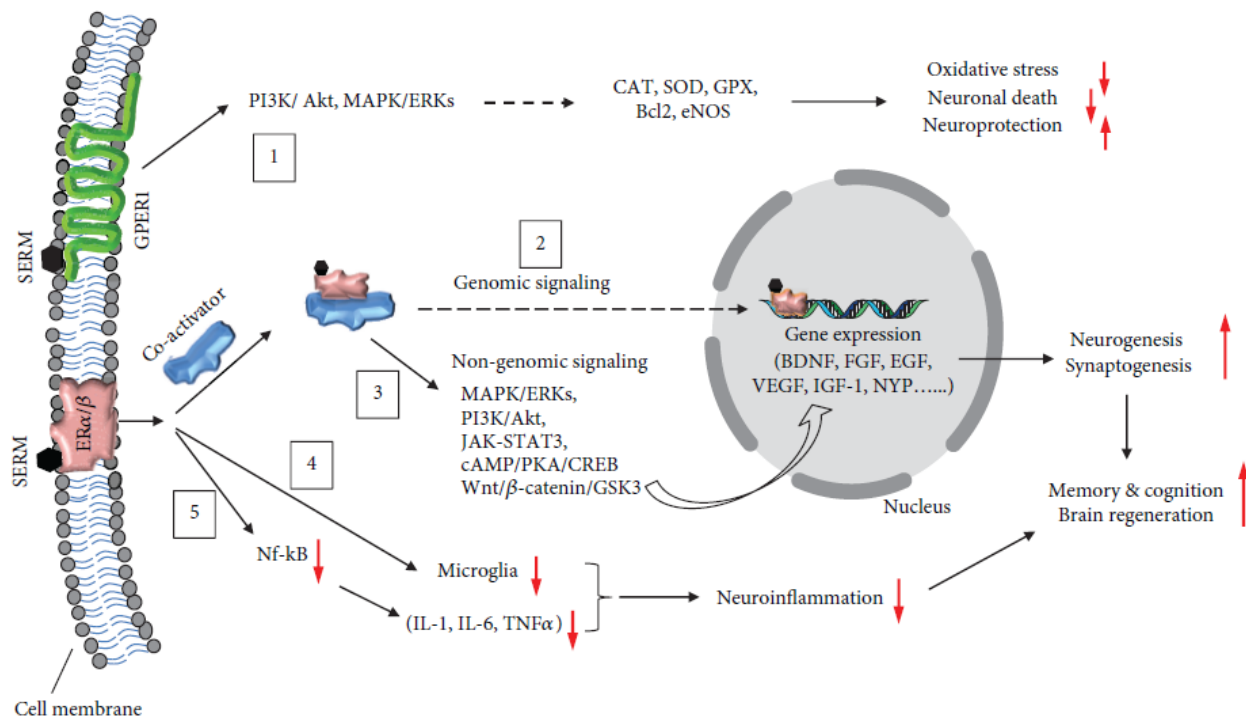 PI3K/ Akt, MAPK/ERKs
CAT, SOD, GPX,
Bcl2, eNOS
Oxidative stress
Neuronal death
Neuroprotection
1
GPER1
SERM
2
Genomic signaling
Co-activator
Gene expression
(BDNF, FGF, EGF,
VEGF, IGF-1, NYP…...)
Neurogenesis
Synaptogenesis
3
Non-genomic signaling
MAPK/ERKs,
PI3K/Akt,
JAK-STAT3,
cAMP/PKA/CREB
Wnt/β-catenin/GSK3
ERα/β
SERM
4
5
Nucleus
Memory & cognition
Brain regeneration
Nf-kB
Microglia
(IL-1, IL-6, TNFα)
Neuroinflammation
Cell membrane